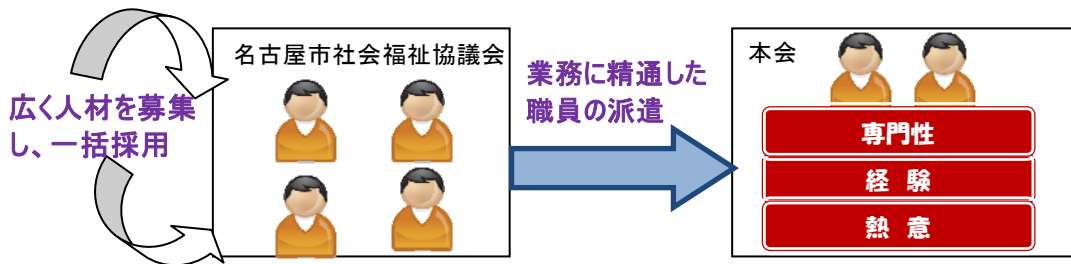 広く人材を募集
し、一括採用
名古屋市社会福祉協議会
業務に精通した
職員の派遣
本会
専門性
経 験
熱 意